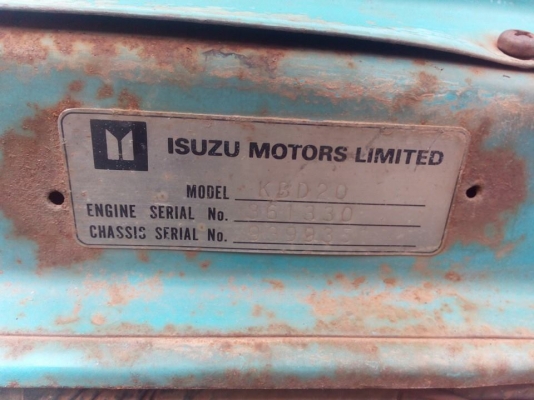 ISUZU MOTORS LIMITED
MODEL KBD20
ENGINE SERIAL No.
CHASSIS SERIAL No.